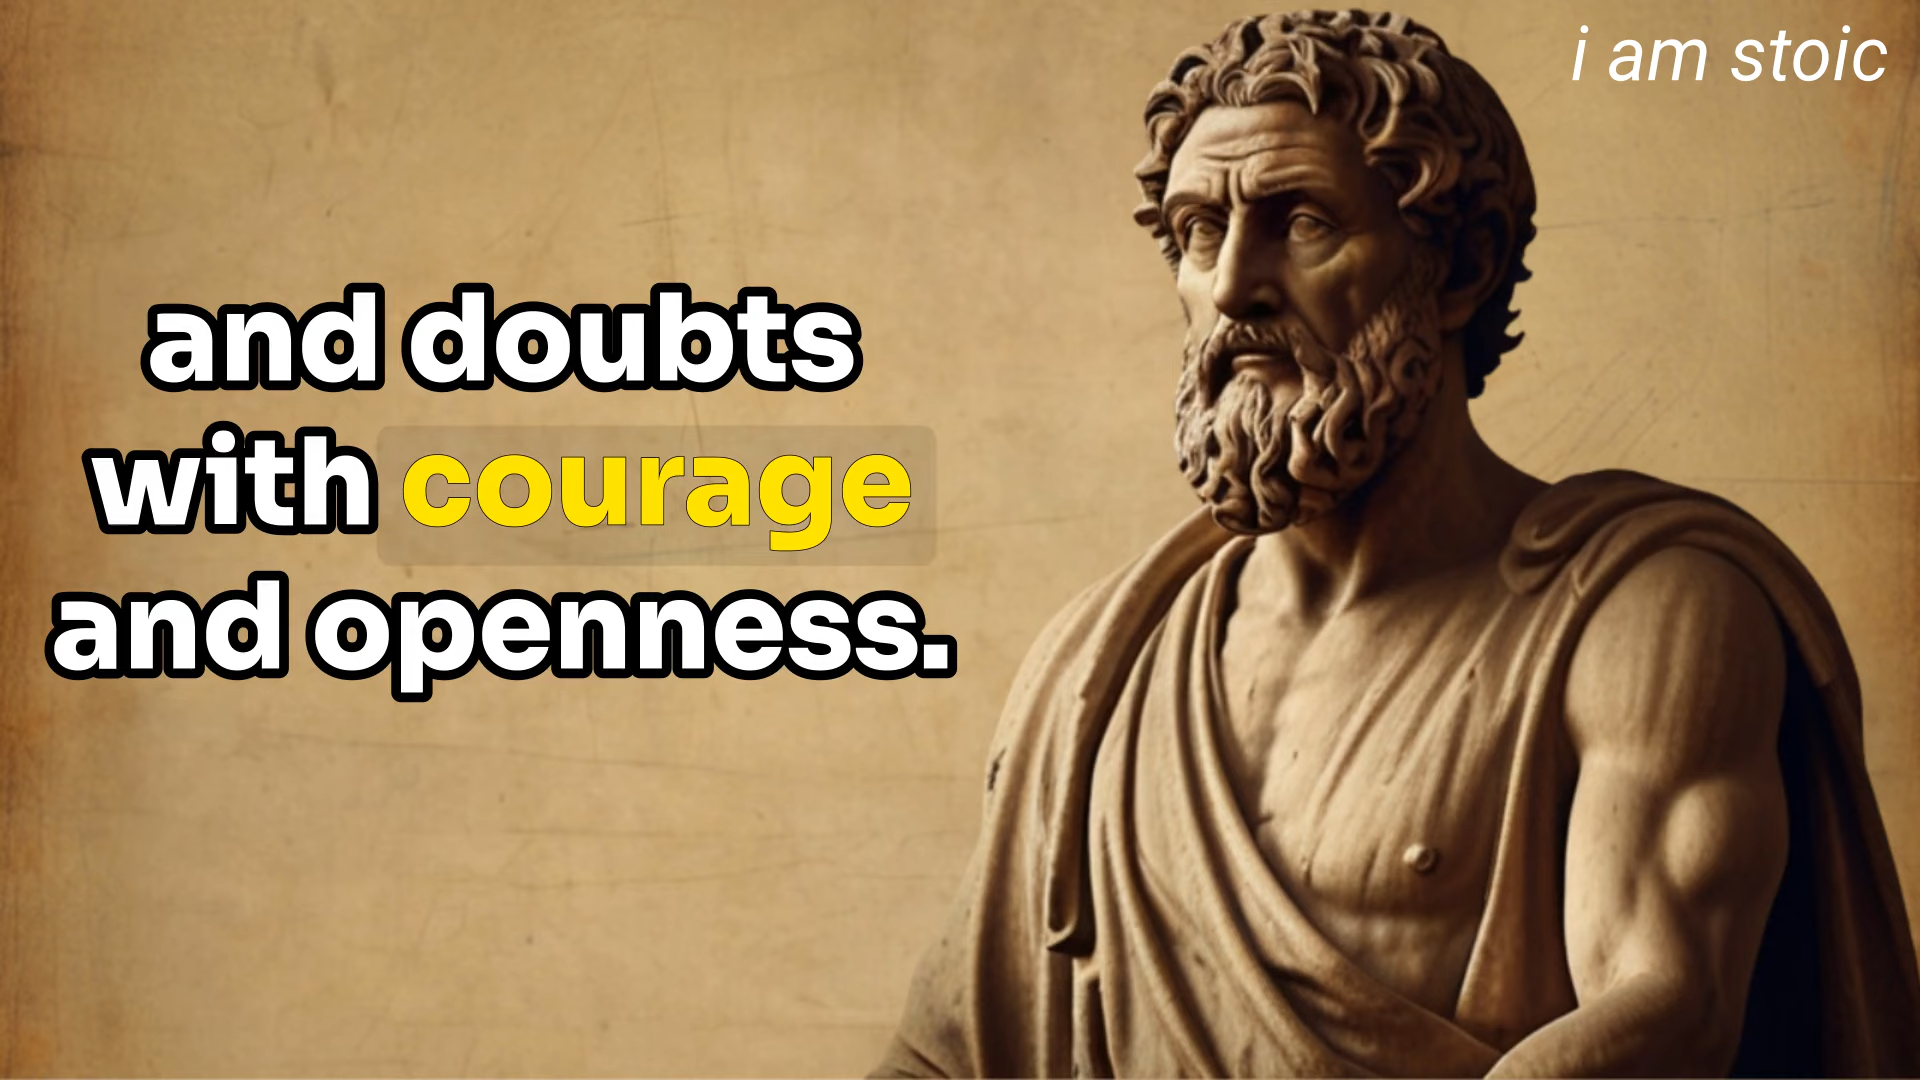 i am stoic
and doubts
with courage
and openness.